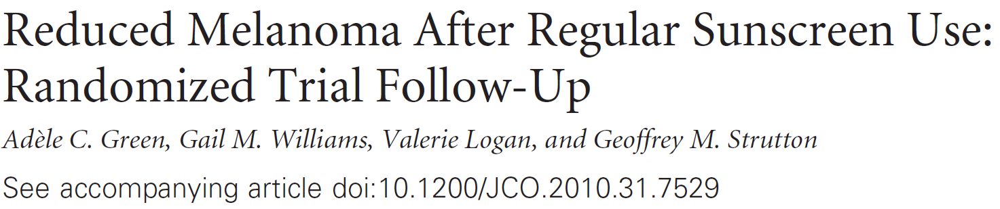 Reduced Melanoma After Regular Sunscreen Use:
Randomized Trial Follow-Up
Adèle C. Green, Gail M. Williams, Valerie Logan, and Geoffrey M. Strutton
See accompanying article doi:10.1200/JCO.2010.31.7529